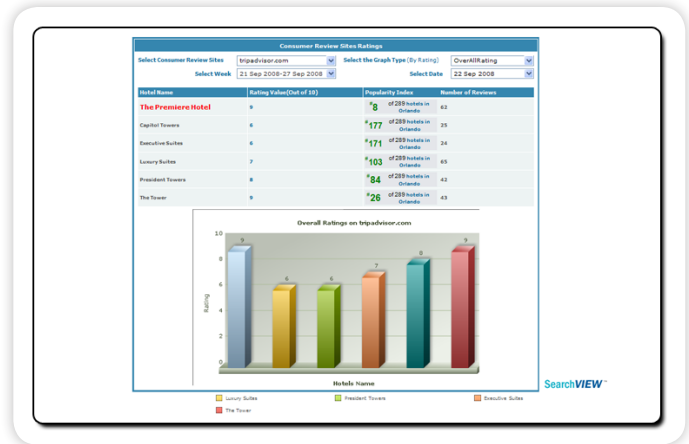 Consumer Review Sites Ratings
Select Consumer Review Sites tripadvisor.com Select the Graph Type (By Rating) OverAllRating
Select Week 21 Sep 2008-27 Sep 2008 Select Date 22 Sep 2008
Hotel Name Rating Value(Out of 10) Popularity Index Number of Reviews
The Premiere Hotel 9 #8 of 289 hotels in Orlando 62
Capitol Towers 6 #177 of 289 hotels in Orlando 25
Executive Suites 6 #171 of 289 hotels in Orlando 34
Luxury Suites 7 #103 of 289 hotels in Orlando 65
President Towers 8 #84 of 289 hotels in Orlando 42
The Tower 9 #26 of 289 hotels in Orlando 45
Overall Ratings on tripadvisor.com
10
8
6
4
2
0
Rating
9 6 6 7 8 9
Hotels Name
Luxury Suites President Towers Executive Suites
The Tower
SearchVIEW™